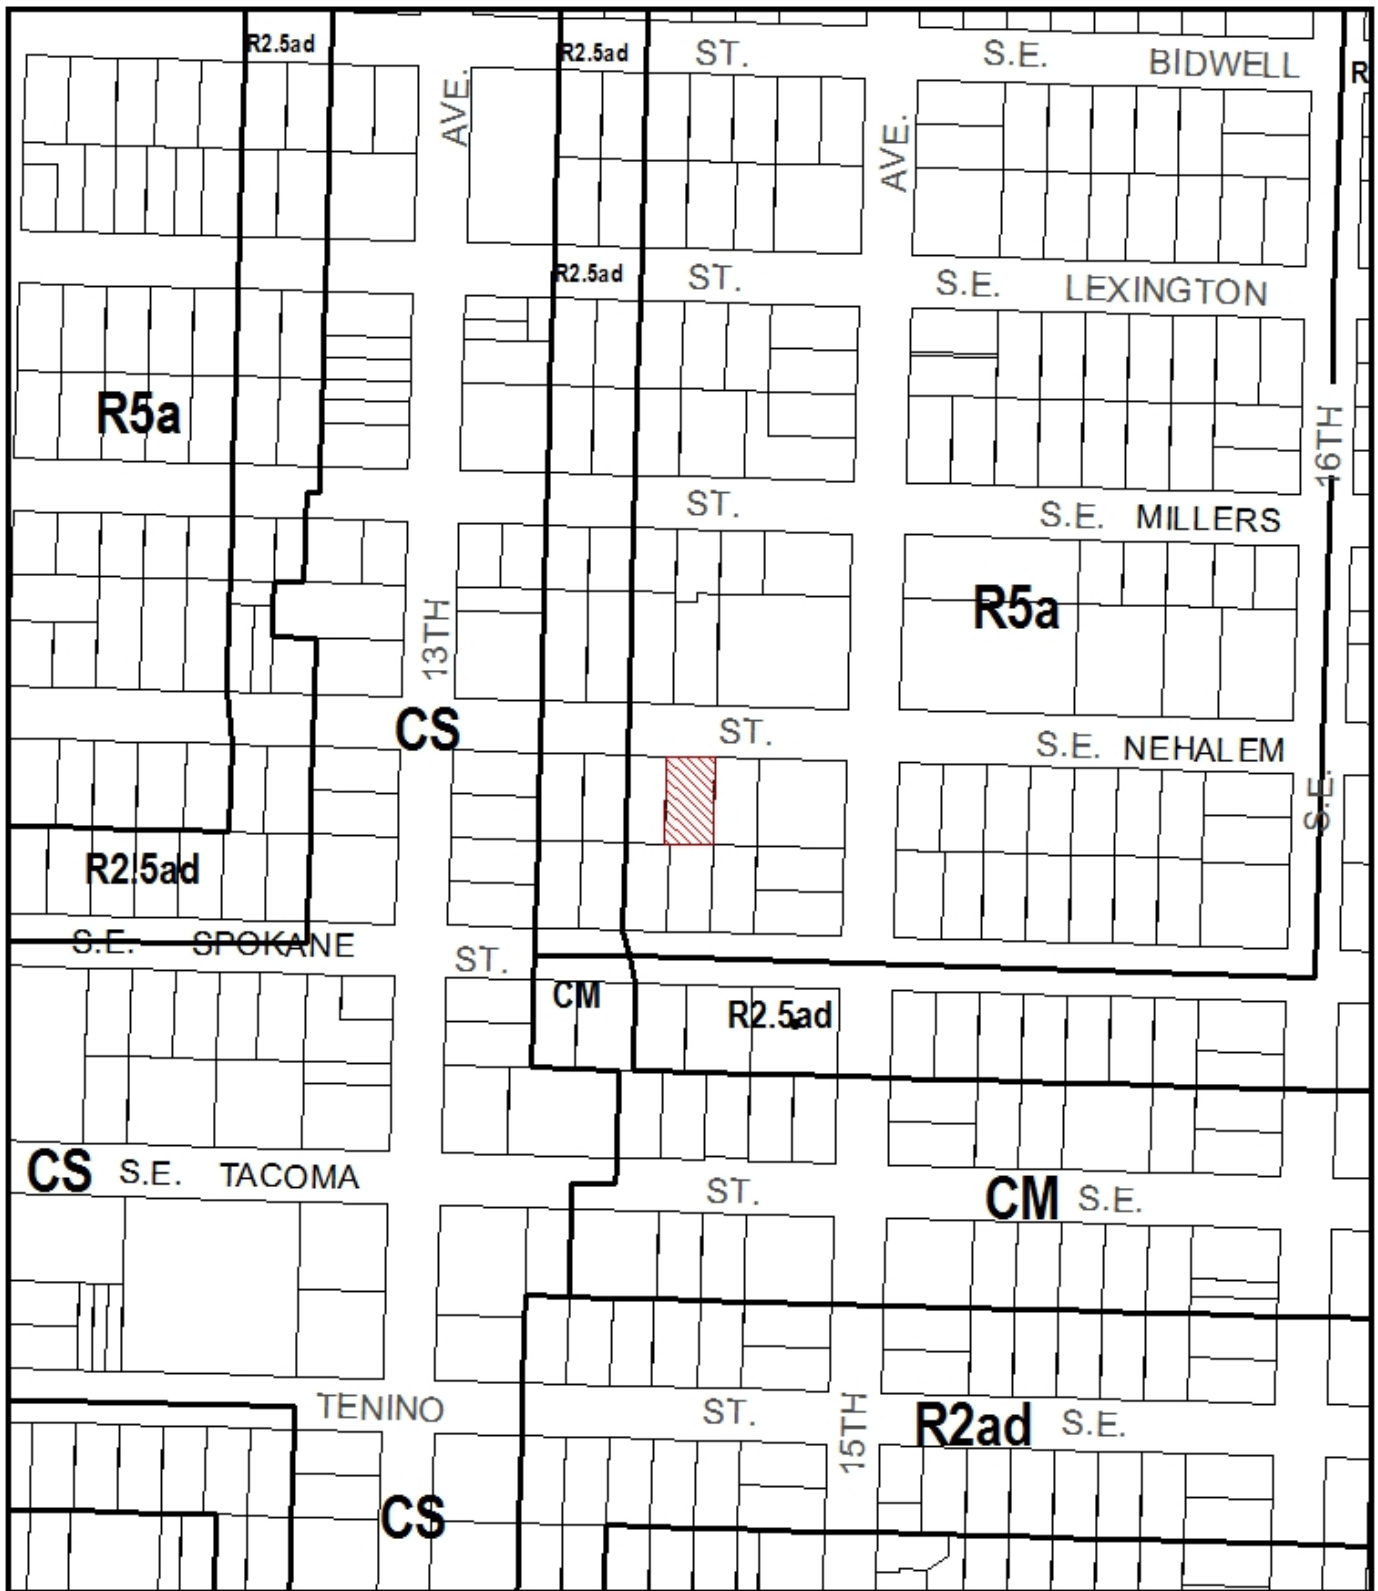 R2.5ad
R2.5ad
ST.
S.E. BIDWELL
R
AVE.
AVE.
R2.5ad
ST.
S.E. LEXINGTON
R5a
16TH
ST.
S.E. MILLERS
R5a
13TH
CS
ST.
S.E. NEHALEM
S.E.
R2.5ad
S.E. SPOKANE
ST.
CM
R2.5ad
CS
S.E. TACOMA
ST.
CM
S.E.
TENINO
ST.
15TH
R2ad
S.E.
CS